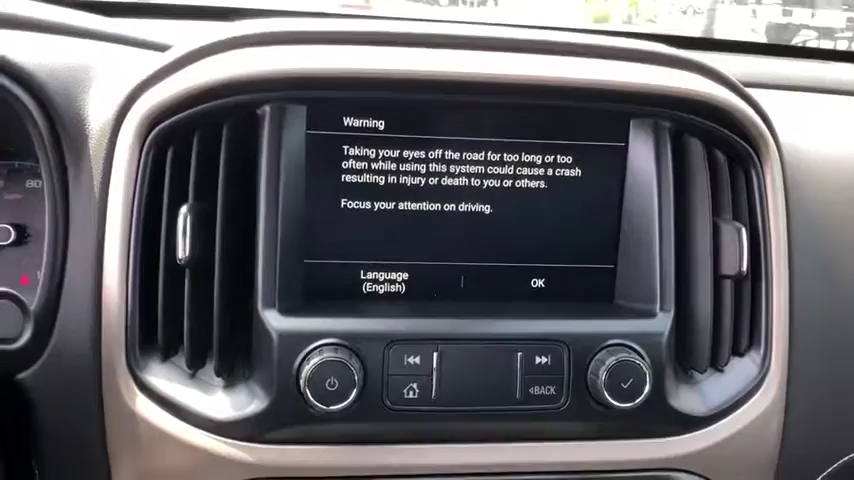 Warning
Taking your eyes off the road for too long or too
often while using this system could cause a crash
resulting in injury or death to you or others.
Focus your attention on driving.
Language
(English)
OK
BACK
80